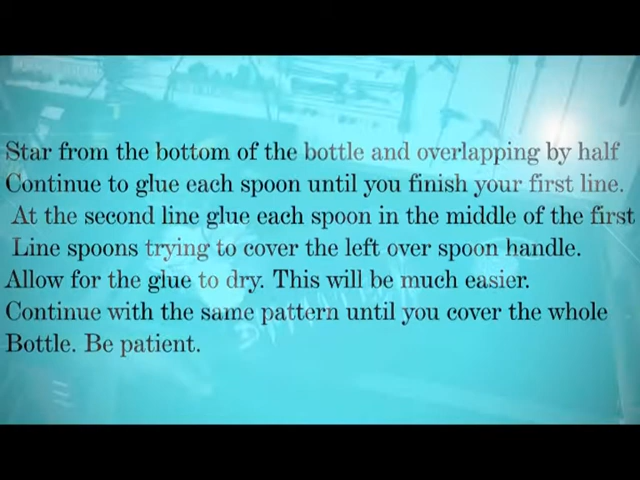 Star from the bottom of the bottle and overlapping by half
Continue to glue each spoon until you finish your first line.
At the second line glue each spoon in the middle of the first
Line spoons trying to cover the left over spoon handle.
Allow for the glue to dry. This will be much easier.
Continue with the same pattern until you cover the whole
Bottle. Be patient.